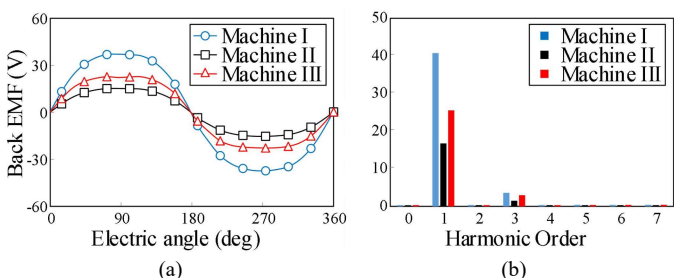 60
30
0
-30
-60
Back EMF (V)
Machine I
Machine II
Machine III
0 90 180 270 360
Electric angle (deg)
(a)
50
40
30
20
10
0
Machine I
Machine II
Machine III
0 1 2 3 4 5 6 7
Harmonic Order
(b)